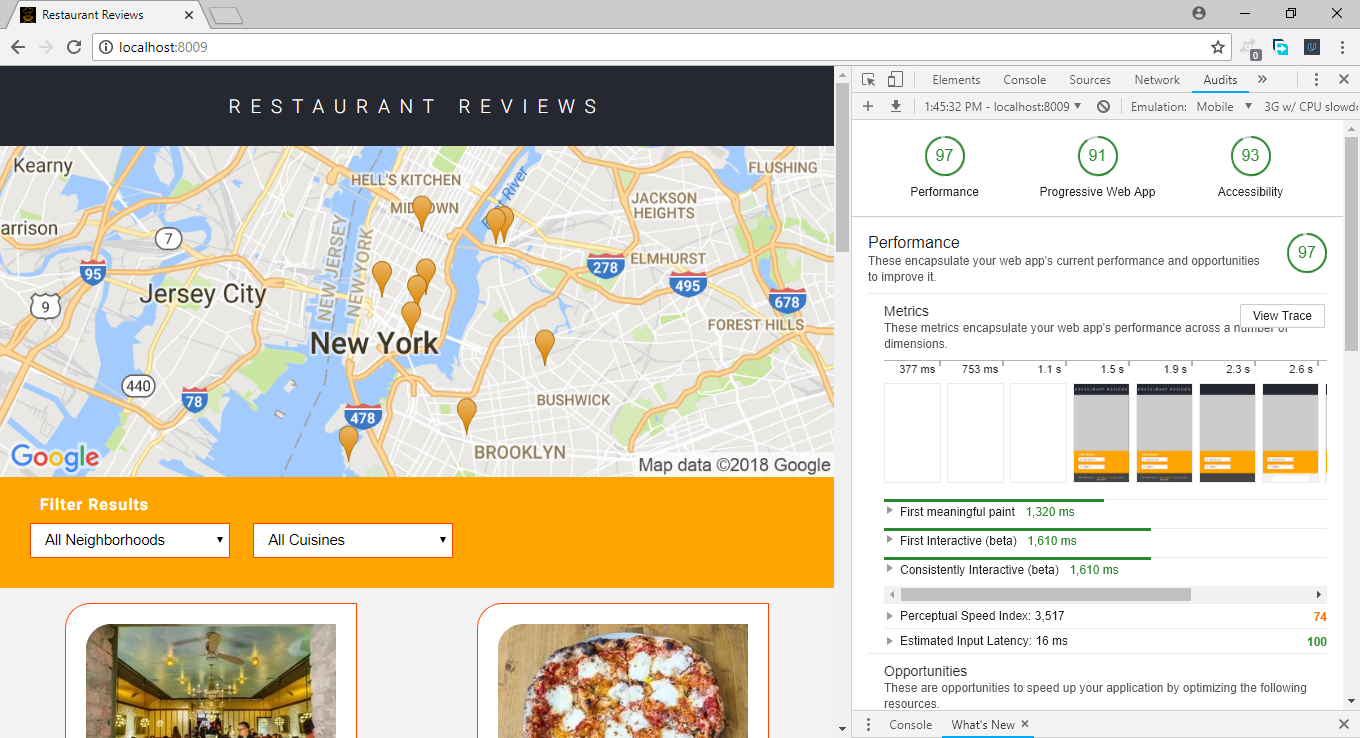 Restaurant Reviews
localhost:8009
0
RESTAURANT REVIEWS
Kearny
FLUSHING
HELL'S KITCHEN
East River
JACKSON
HEIGHTS
MIDTOWN
arrison
7
NEW JERSEY
NEW YORK
ELMHURST
95
278
495
Jersey City
678
9
FOREST HILLS
New York
440
78
BUSHWICK
478
BROOKLYN
Google
Map data ©2018 Google
Filter Results
All Neighborhoods
All Cuisines
Elements Console Sources Network Audits
1:45:32 PM - localhost:8009 Emulation: Mobile 3G w/ CPU slowdo
97 91 93
Performance Progressive Web App Accessibility
Performance
These encapsulate your web app's current performance and opportunities
to improve it.
97
Metrics
View Trace
These metrics encapsulate your web app's performance across a number of
dimensions.
377 ms 753 ms 1.1 s 1.5 s 1.9 s 2.3 s 2.6 s
First meaningful paint 1,320 ms
First Interactive (beta) 1,610 ms
Consistently Interactive (beta) 1,610 ms
Perceptual Speed Index: 3,517 74
Estimated Input Latency: 16 ms 100
Opportunities
These are opportunities to speed up your application by optimizing the following
resources.
Console What's New